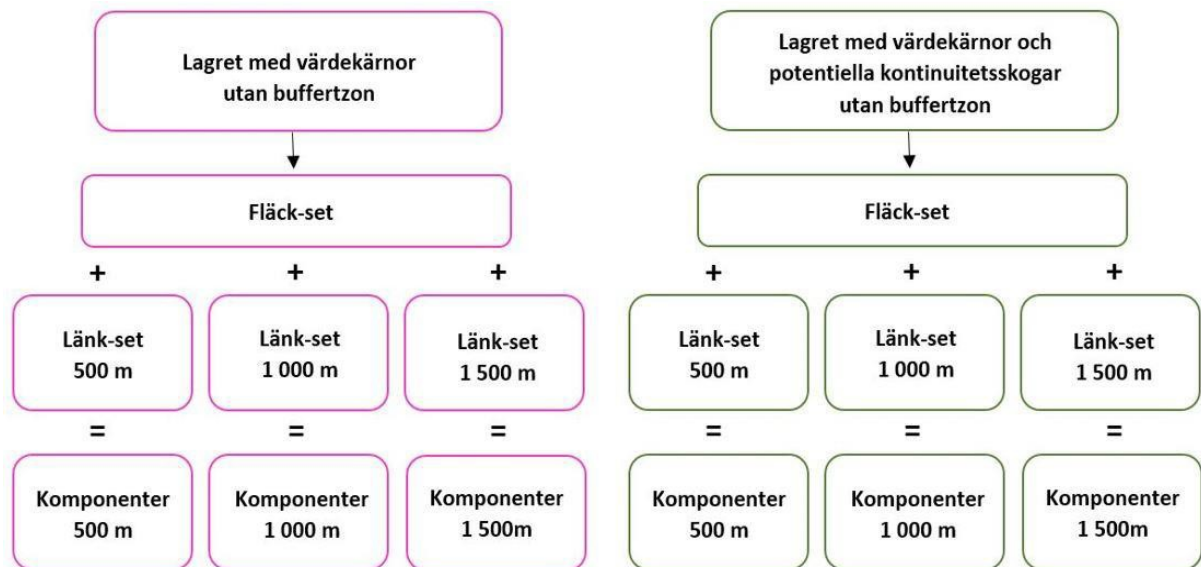 Lagret med värdekärnor
utan buffertzon
Fläck-set
+ + +
Länk-set
500 m
Länk-set
1 000 m
Länk-set
1 500 m
= = =
Komponenter
500 m
Komponenter
1 000 m
Komponenter
1 500m
Lagret med värdekärnor och
potentiella kontinuitetsskogar
utan buffertzon
Fläck-set
+ + +
Länk-set
500 m
Länk-set
1 000 m
Länk-set
1 500 m
= = =
Komponenter
500 m
Komponenter
1 000 m
Komponenter
1 500m